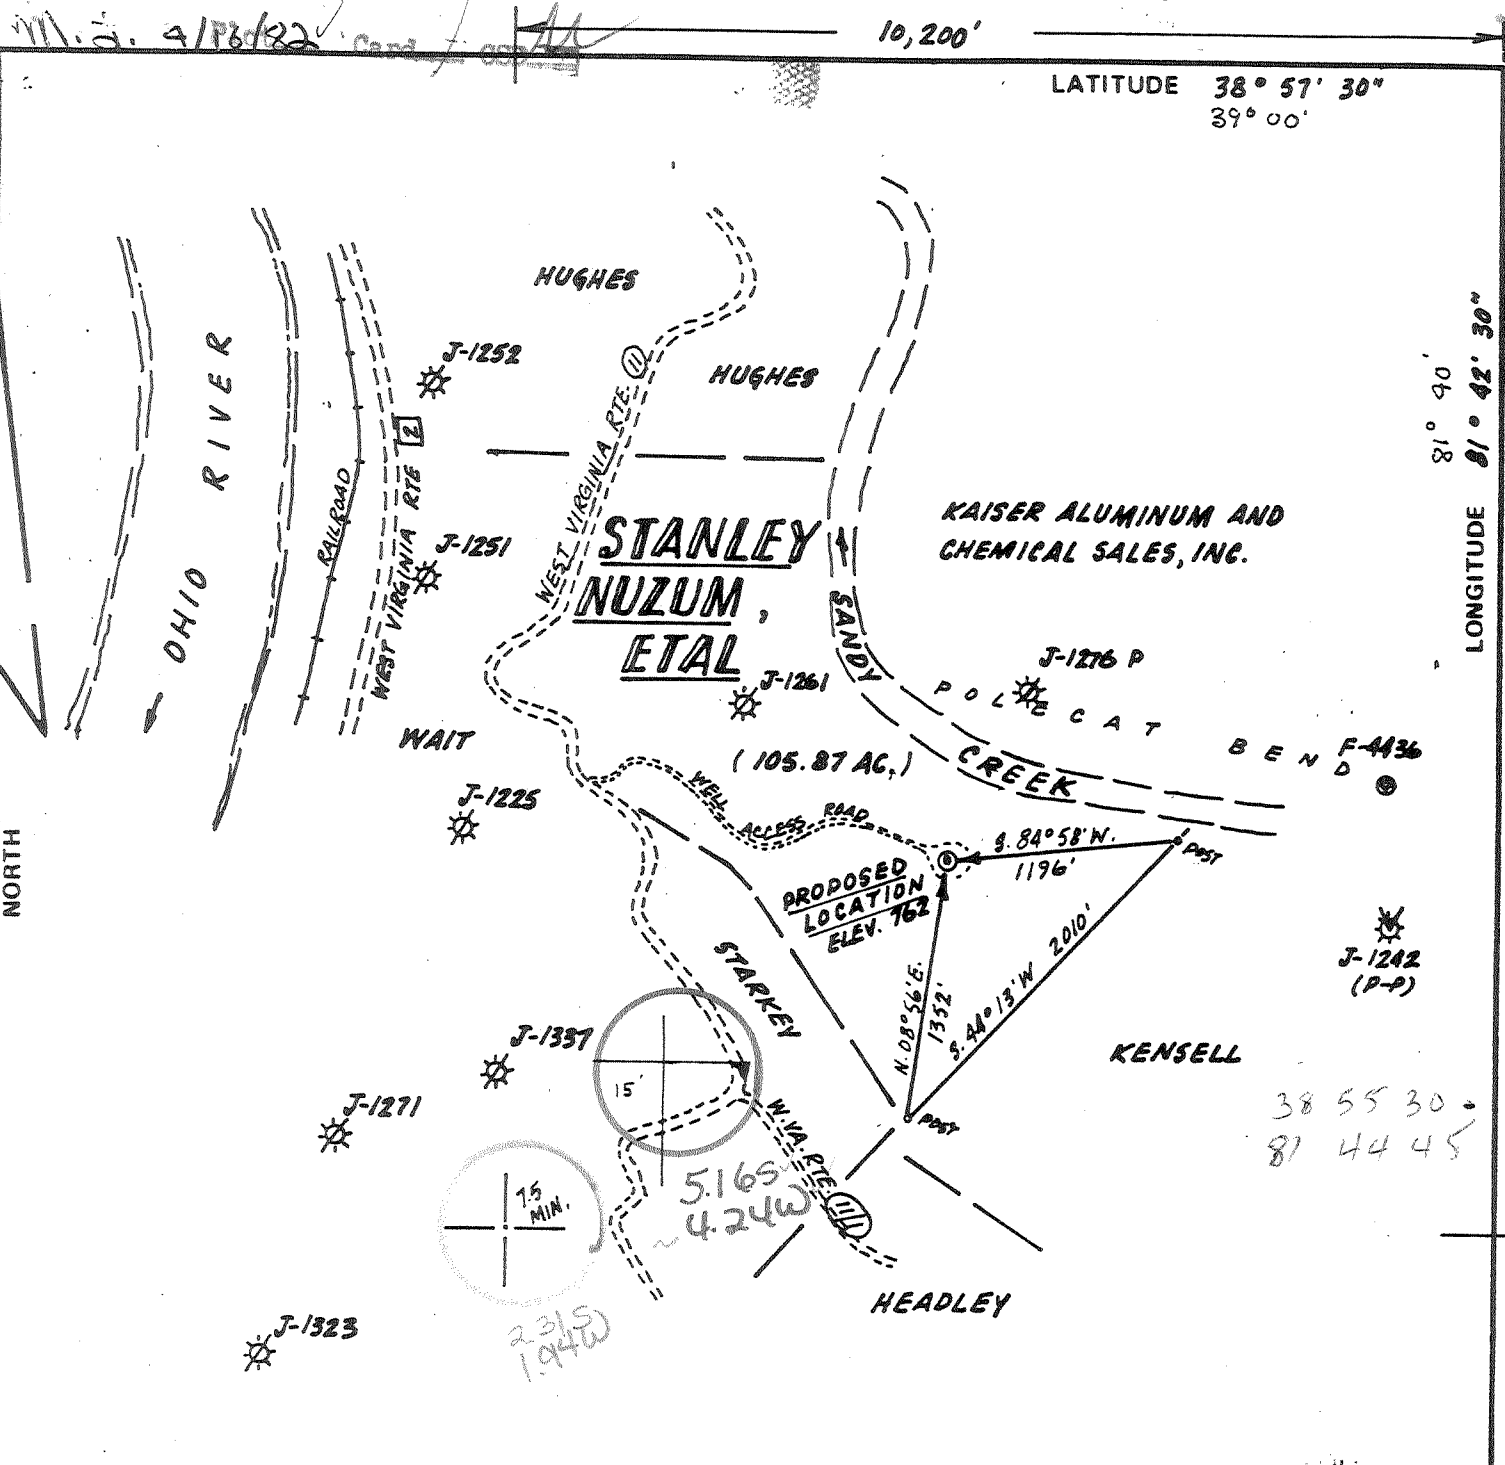 4/16/82
10,200'
LATITUDE 38° 57' 30"
39° 00'
LONGITUDE 81° 42' 30"
81° 40'
HUGHES
HUGHES
OHIO RIVER
RAILROAD
WEST VIRGINIA RTE 2
WEST VIRGINIA RTE. 11
J-1252
J-1251
STANLEY
NUZUM,
ETAL
KAISER ALUMINUM AND
CHEMICAL SALES, INC.
SANDY CREEK
J-1276 P
POLECAT BEND
J-1261
(105.87 AC.)
WAIT
F-4436
J-1225
WELL ACCESS ROAD
S. 84° 58' W.
1196'
POST
PROPOSED
LOCATION
ELEV. 762
NORTH
STARKEY
N. 08° 56' E.
1352'
S. 44° 13' W 2010'
J-1242
(P-P)
J-1337
KENSELL
15'
J-1271
W.VA. RTE. 11/1
POST
38 55 30
81 44 45
5.16S
4.24W
7.5
MIN.
2.31S
1.94W
HEADLEY
J-1323